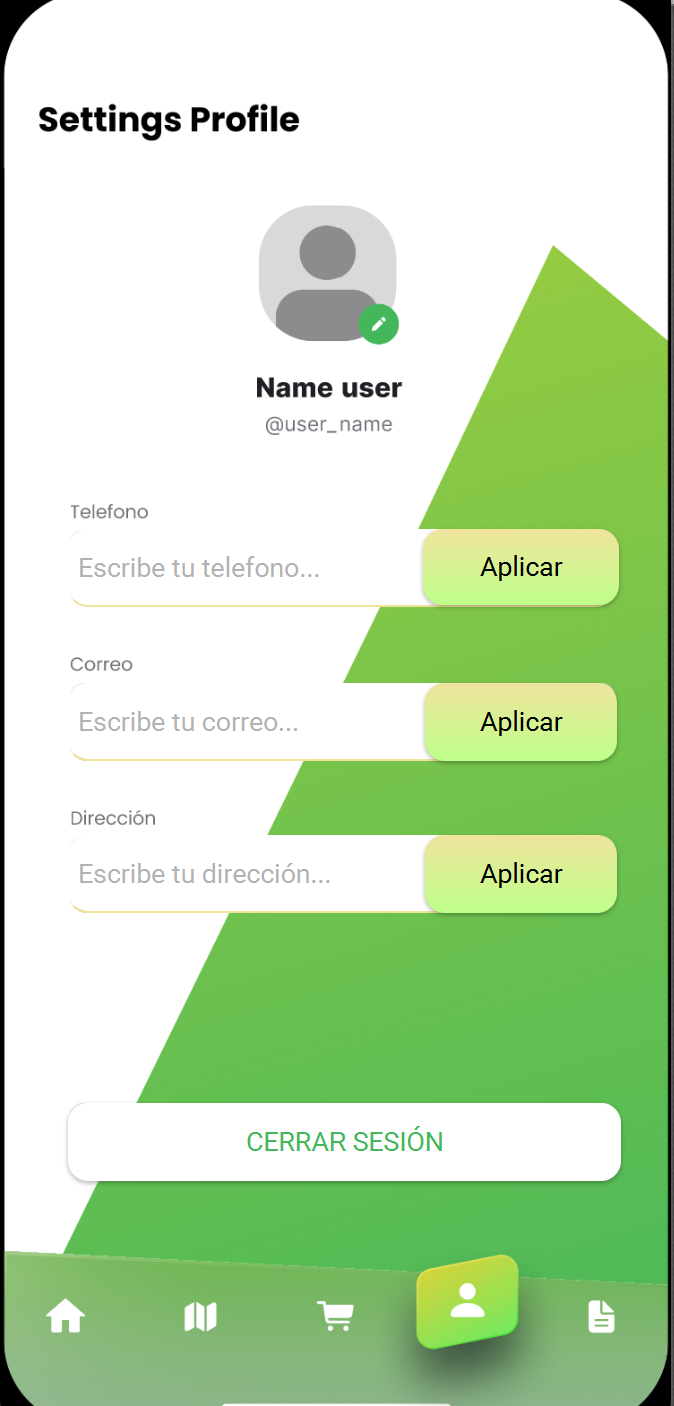 Settings Profile
Name user
@user_name
Telefono
Escribe tu telefono...
Aplicar
Correo
Escribe tu correo...
Aplicar
Dirección
Escribe tu dirección...
Aplicar
CERRAR SESIÓN